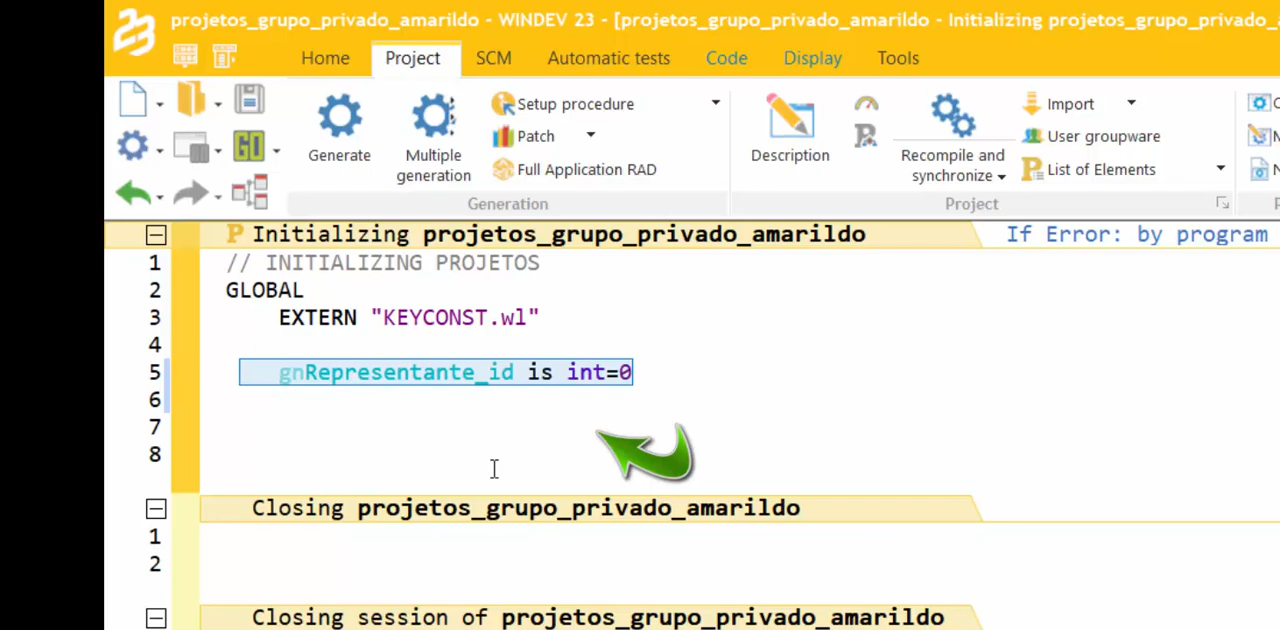 23
projetos_grupo_privado_amarildo - WINDEV 23 - [projetos_grupo_privado_amarildo - Initializing projetos_grupo_privado_
Home Project SCM Automatic tests Code Display Tools
Generate
Multiple generation
Setup procedure
Patch
Full Application RAD
Generation
GO
Description
Recompile and synchronize
Import
User groupware
List of Elements
Project
P Initializing projetos_grupo_privado_amarildo If Error: by program
1 // INITIALIZING PROJETOS
2 GLOBAL
3 EXTERN "KEYCONST.wl"
4
5 gnRepresentante_id is int=0
6
7
8
Closing projetos_grupo_privado_amarildo
1
2
Closing session of projetos_grupo_privado_amarildo